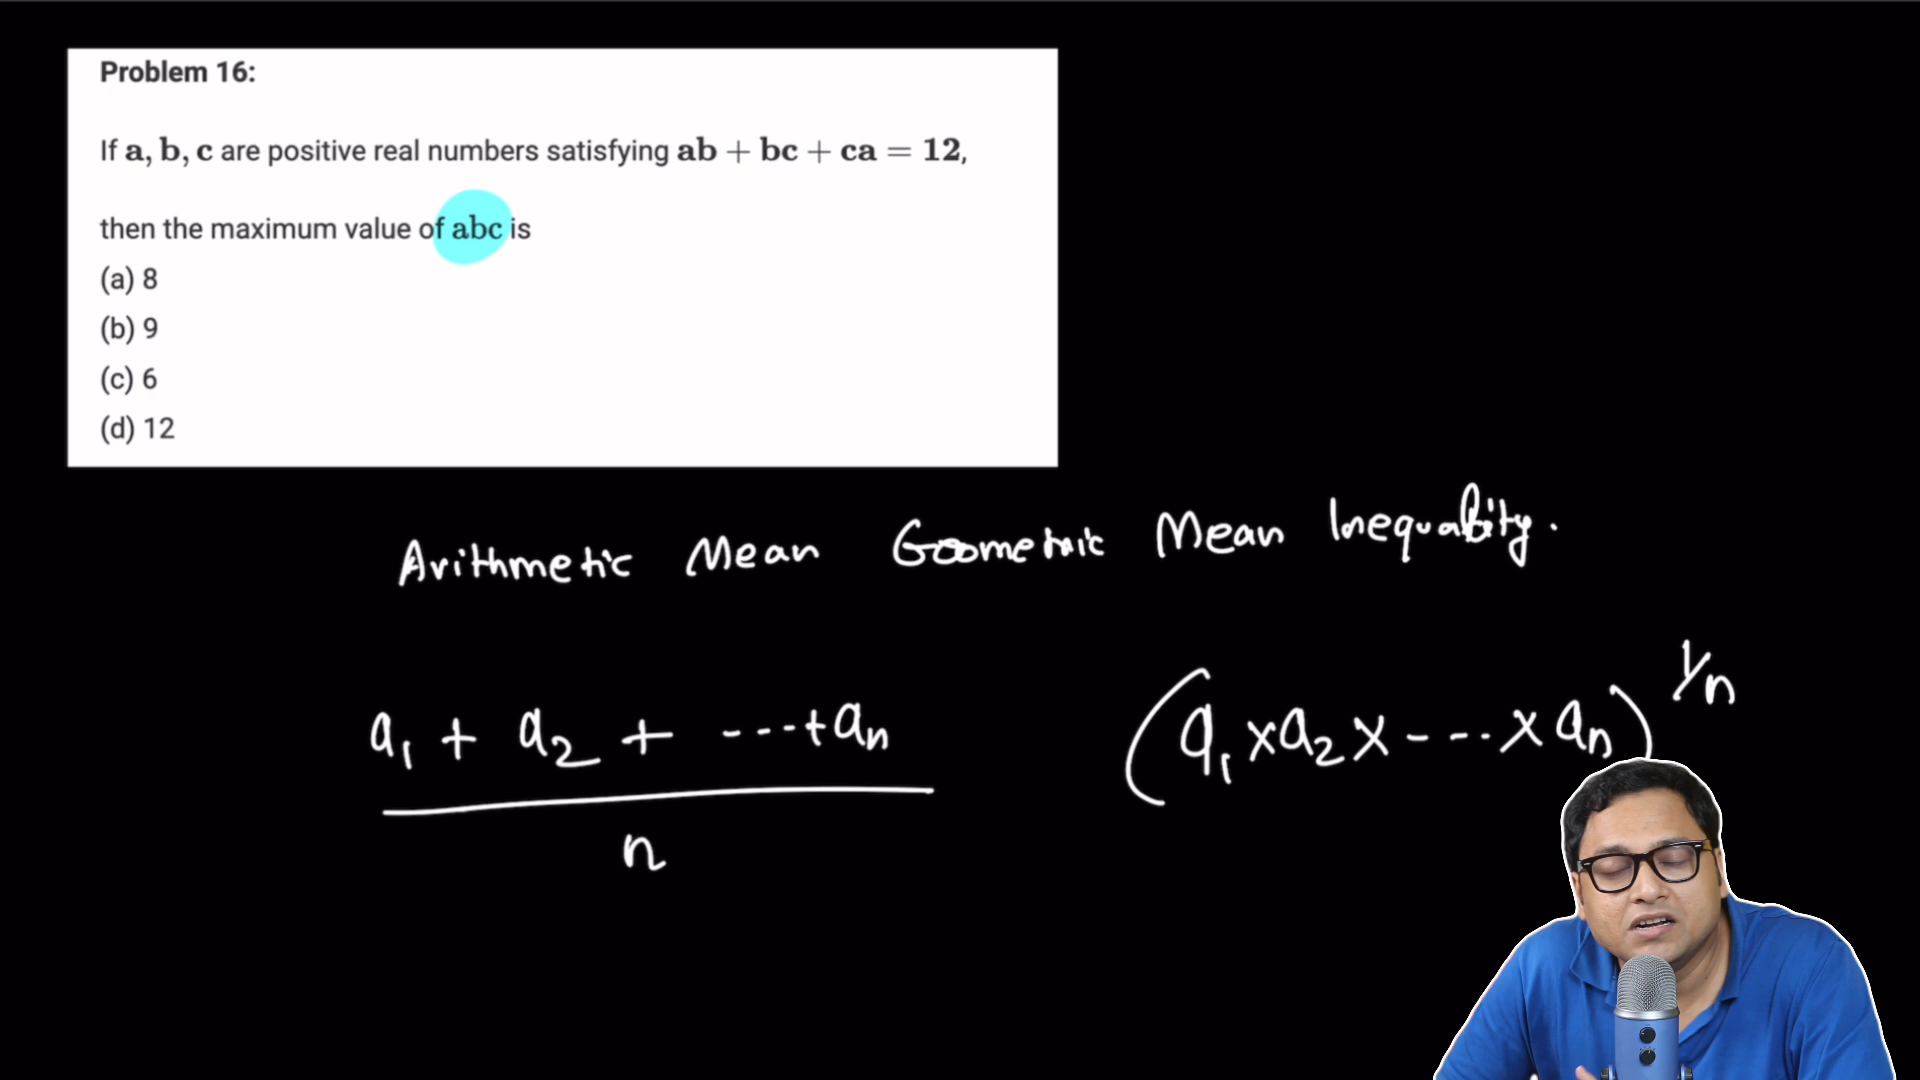 Problem 16:
If a, b, c are positive real numbers satisfying ab + bc + ca = 12,
then the maximum value of abc is
(a) 8
(b) 9
(c) 6
(d) 12
Arithmetic Mean Geometric Mean Inequality.
a₁ + a₂ + ---+aₙ (a₁×a₂×----×aₙ)^1/n
n